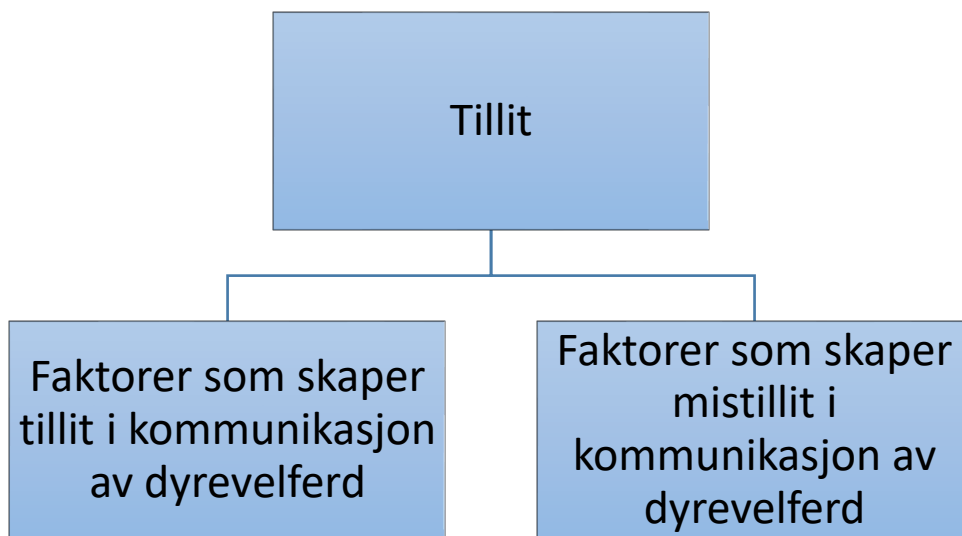 Tillit
Faktorer som skaper
tillit i kommunikasjon
av dyrevelferd
Faktorer som skaper
mistillit i
kommunikasjon av
dyrevelferd